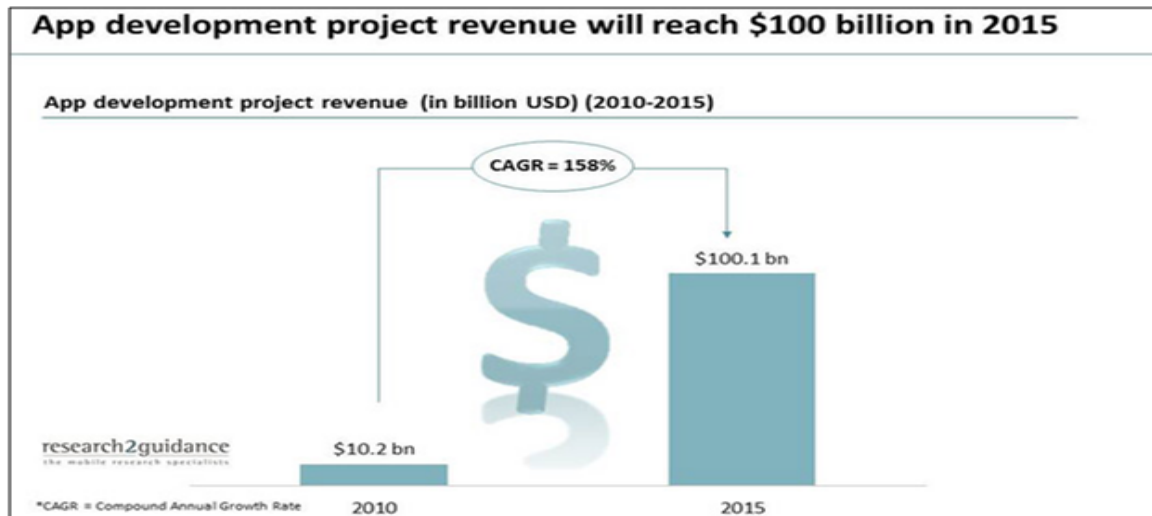 App development project revenue will reach $100 billion in 2015
App development project revenue (in billion USD) (2010-2015)
CAGR = 158%
$100.1 bn
$10.2 bn
research2guidance
the mobile research specialists
2010
2015
*CAGR = Compound Annual Growth Rate